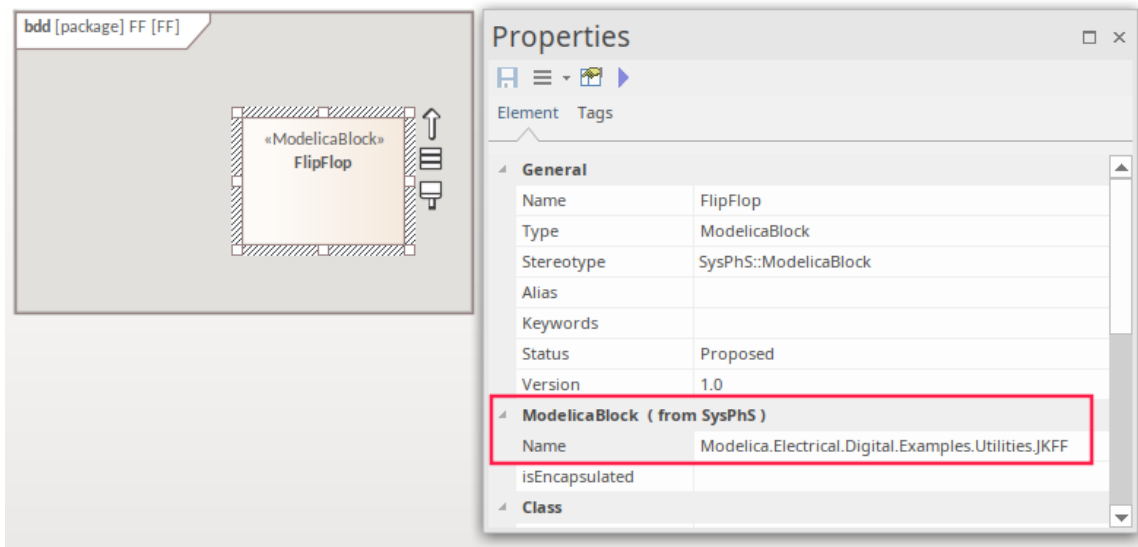 bdd [package] FF [FF]
«ModelicaBlock»
FlipFlop
Properties
Element Tags
General
Name FlipFlop
Type ModelicaBlock
Stereotype SysPhS::ModelicaBlock
Alias
Keywords
Status Proposed
Version 1.0
ModelicaBlock ( from SysPhS )
Name Modelica.Electrical.Digital.Examples.Utilities.JKFF
isEncapsulated
Class